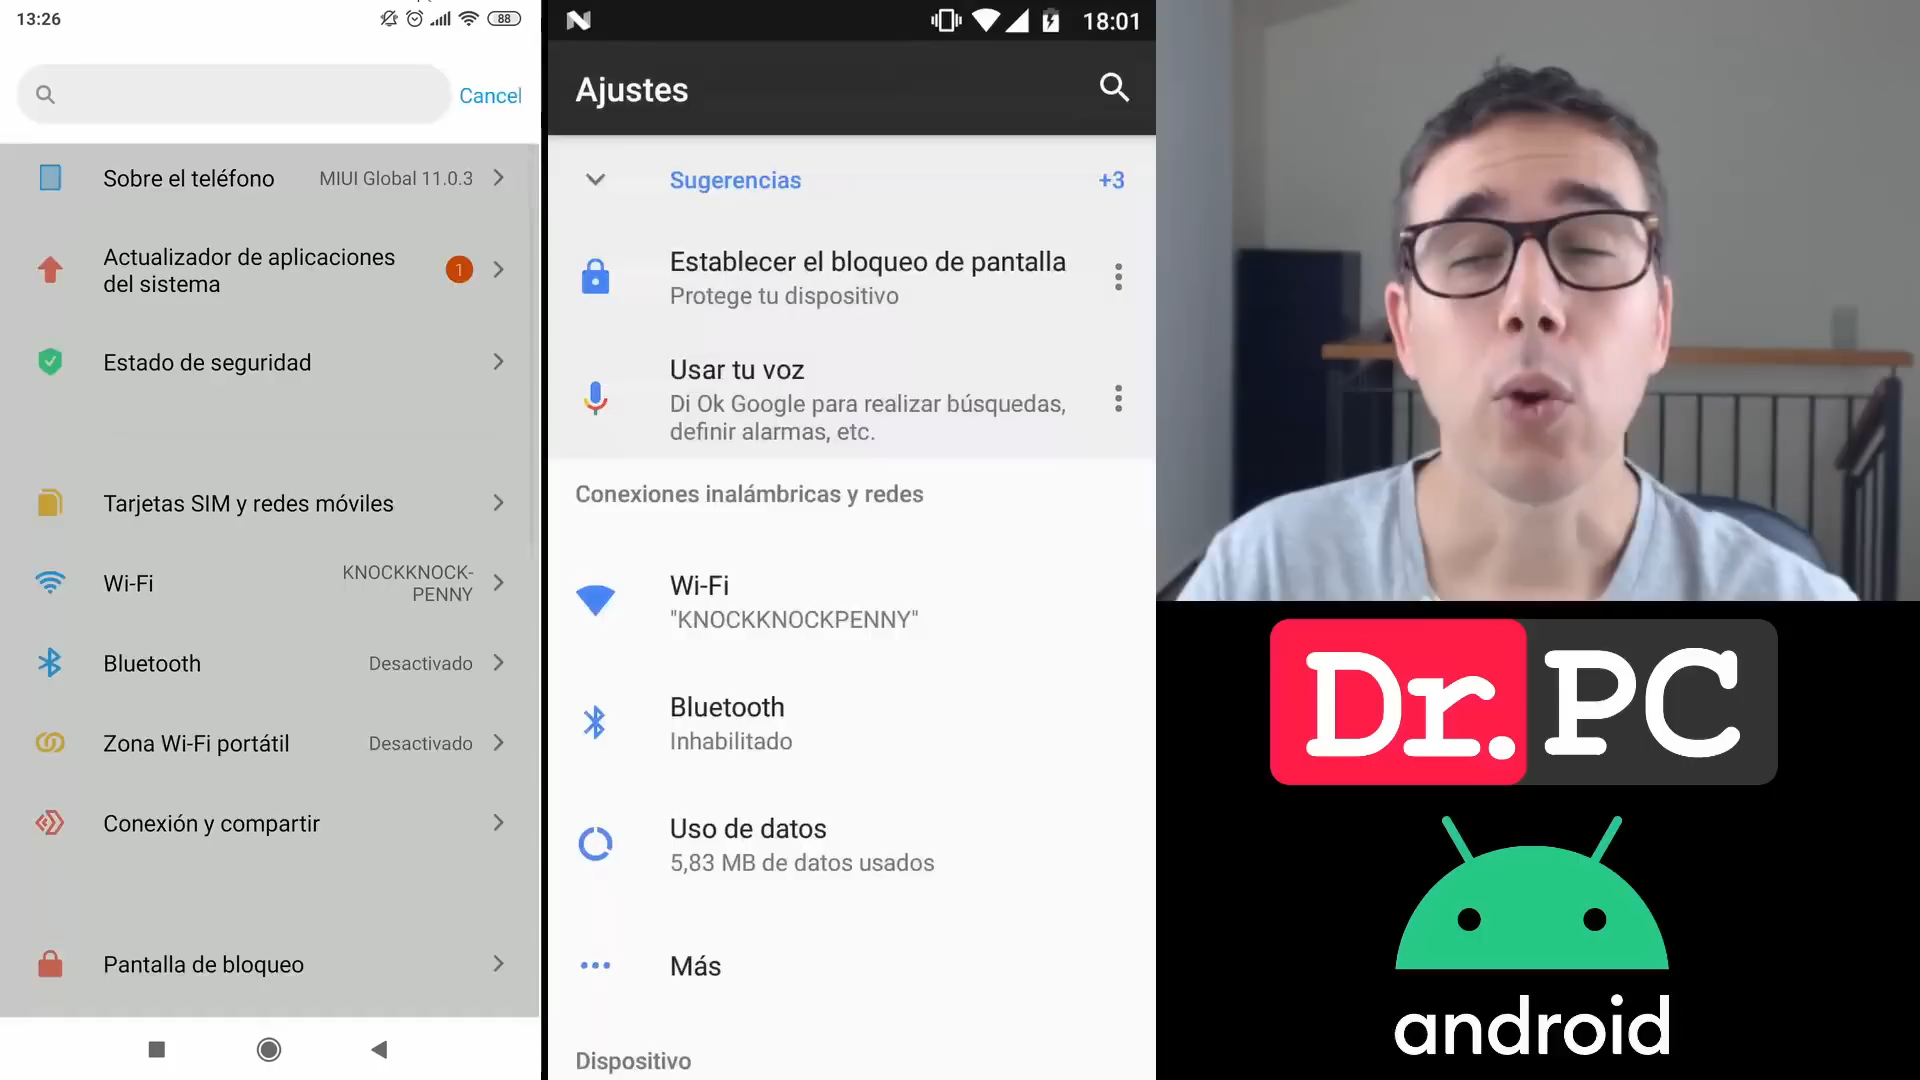 13:26
88
Cancel
Sobre el teléfono
MIUI Global 11.0.3
Actualizador de aplicaciones
del sistema
1
Estado de seguridad
Tarjetas SIM y redes móviles
Wi-Fi
KNOCKKNOCK-
PENNY
Bluetooth
Desactivado
Zona Wi-Fi portátil
Desactivado
Conexión y compartir
Pantalla de bloqueo
18:01
Ajustes
Sugerencias
+3
Establecer el bloqueo de pantalla
Protege tu dispositivo
Usar tu voz
Di Ok Google para realizar búsquedas,
definir alarmas, etc.
Conexiones inalámbricas y redes
Wi-Fi
"KNOCKKNOCKPENNY"
Bluetooth
Inhabilitado
Uso de datos
5,83 MB de datos usados
Más
Dispositivo
Dr. PC
android